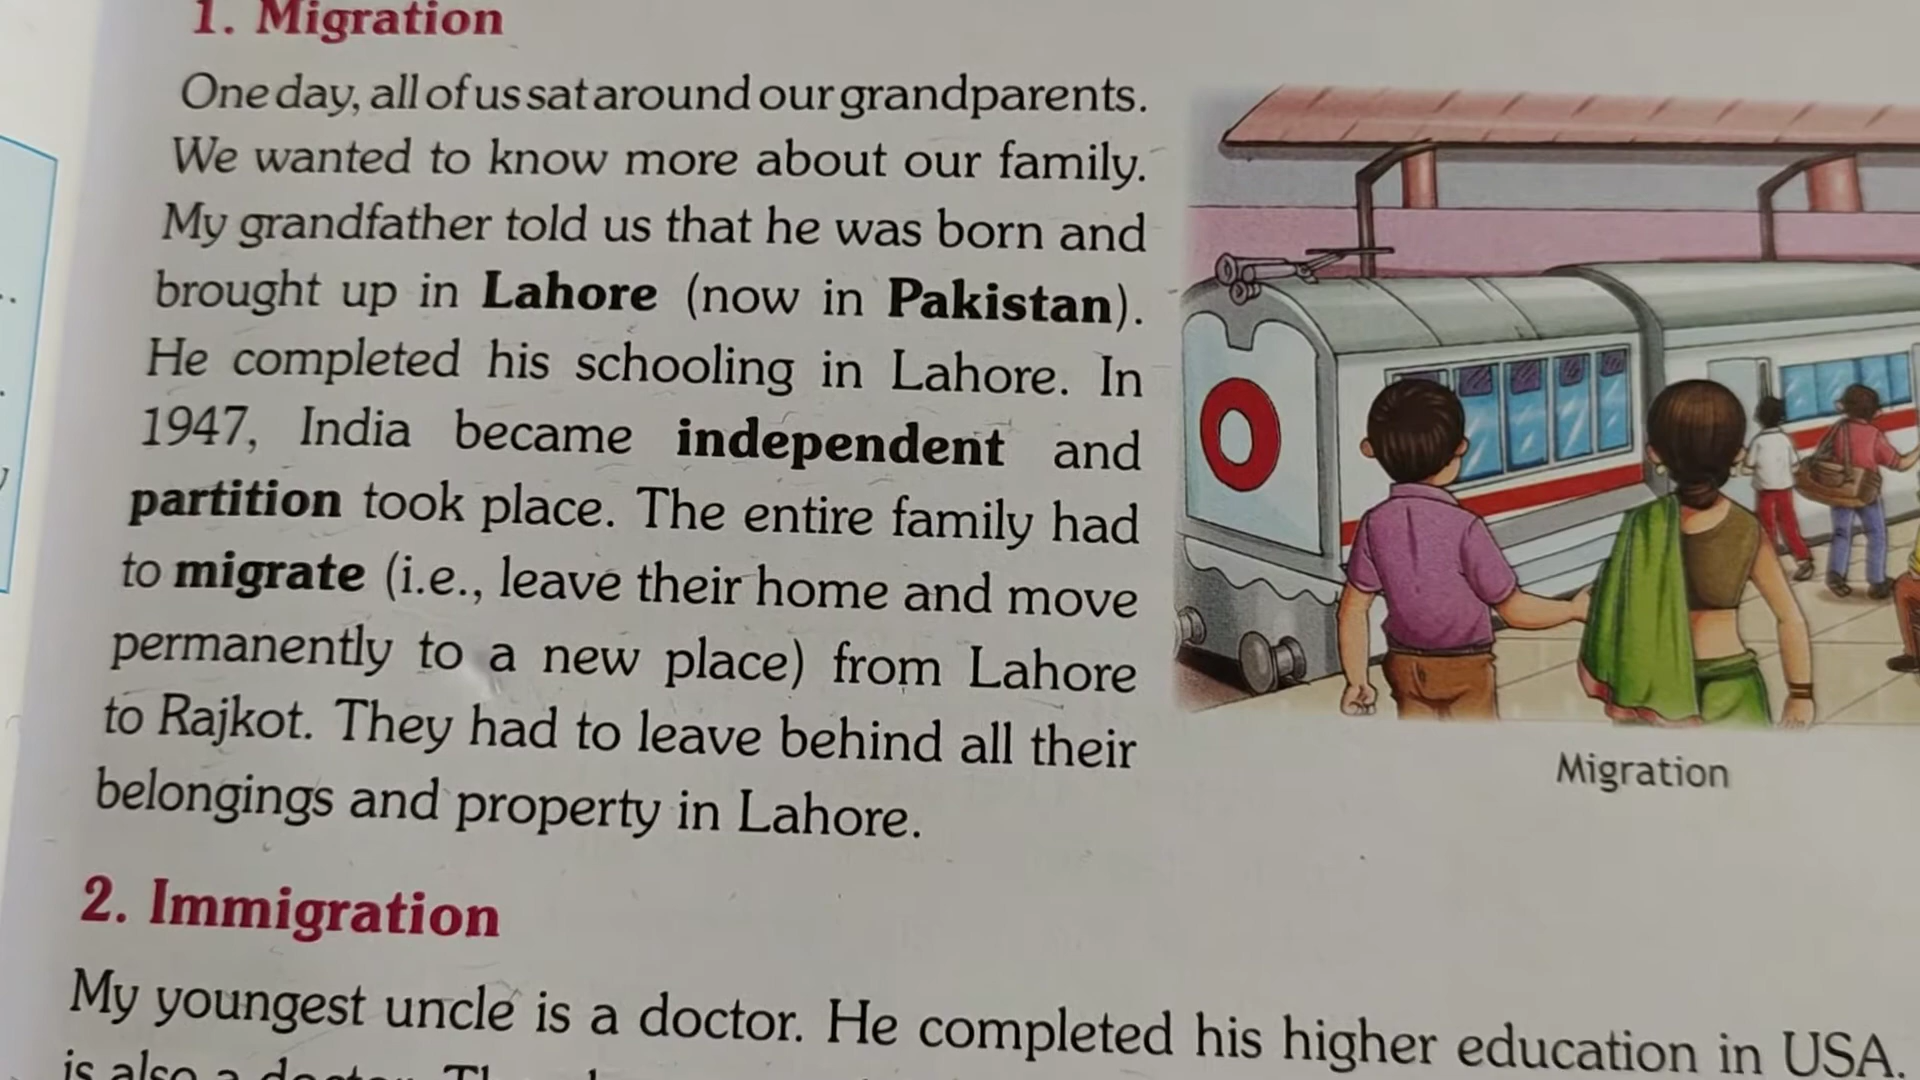 1. Migration
One day, all of us sat around our grandparents.
We wanted to know more about our family.
My grandfather told us that he was born and
brought up in Lahore (now in Pakistan).
He completed his schooling in Lahore. In
1947, India became independent and
partition took place. The entire family had
to migrate (i.e., leave their home and move
permanently to a new place) from Lahore
to Rajkot. They had to leave behind all their
belongings and property in Lahore.
Migration
2. Immigration
My youngest uncle is a doctor. He completed his higher education in USA.
is also a